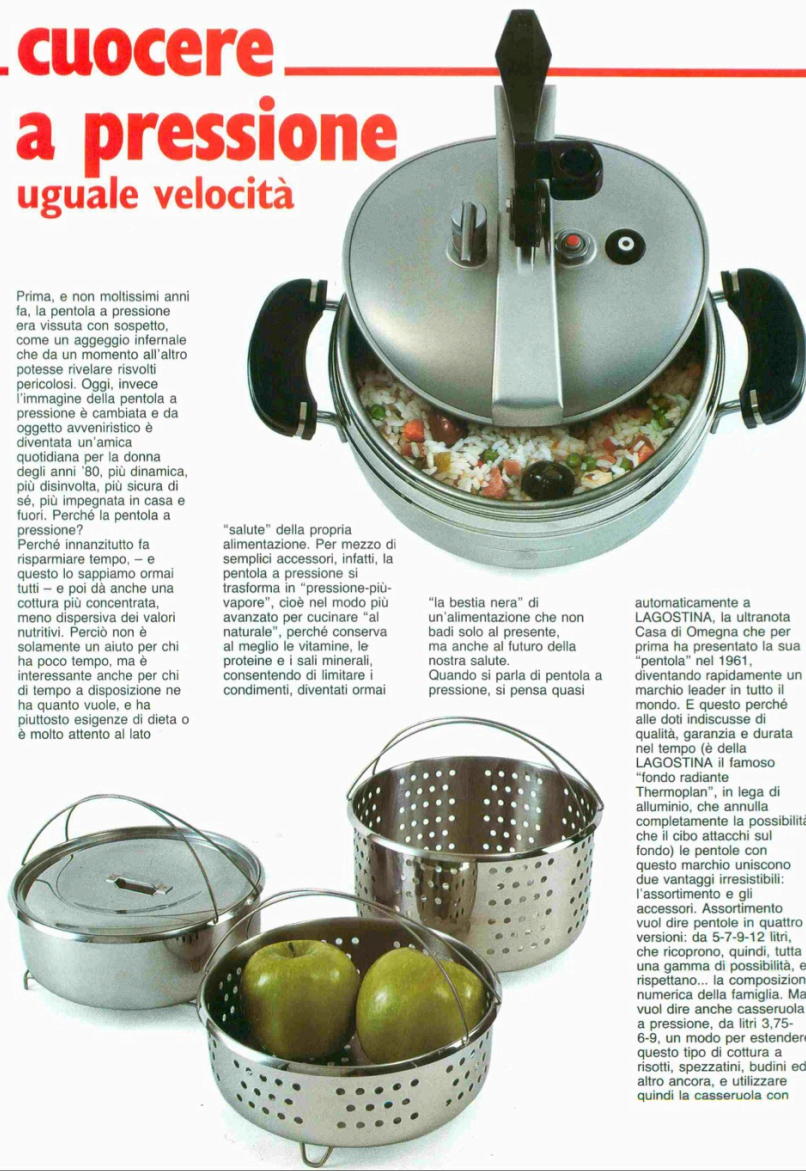 cuocere
a pressione
uguale velocità
Prima, e non moltissimi anni
fa, la pentola a pressione
era vissuta con sospetto,
come un aggeggio infernale
che da un momento all'altro
potesse rivelare risvolti
pericolosi. Oggi, invece
l'immagine della pentola a
pressione è cambiata e da
oggetto avveniristico è
diventata un'amica
quotidiana per la donna
degli anni '80, più dinamica,
più disinvolta, più sicura di
sé, più impegnata in casa e
fuori. Perché la pentola a
pressione?
Perché innanzitutto fa
risparmiare tempo, – e
questo lo sappiamo ormai
tutti – e poi dà anche una
cottura più concentrata,
meno dispersiva dei valori
nutritivi. Perciò non è
solamente un aiuto per chi
ha poco tempo, ma è
interessante anche per chi
di tempo a disposizione ne
ha quanto vuole, e ha
piuttosto esigenze di dieta o
è molto attento al lato
"salute" della propria
alimentazione. Per mezzo di
semplici accessori, infatti, la
pentola a pressione si
trasforma in "pressione-più-
vapore", cioè nel modo più
avanzato per cucinare "al
naturale", perché conserva
al meglio le vitamine, le
proteine e i sali minerali,
consentendo di limitare i
condimenti, diventati ormai
"la bestia nera" di
un'alimentazione che non
badi solo al presente,
ma anche al futuro della
nostra salute.
Quando si parla di pentola a
pressione, si pensa quasi
automaticamente a
LAGOSTINA, la ultranota
Casa di Omegna che per
prima ha presentato la sua
"pentola" nel 1961,
diventando rapidamente un
marchio leader in tutto il
mondo. E questo perché
alle doti indiscusse di
qualità, garanzia e durata
nel tempo (è della
LAGOSTINA il famoso
"fondo radiante
Thermoplan", in lega di
alluminio, che annulla
completamente la possibilità
che il cibo attacchi sul
fondo) le pentole con
questo marchio uniscono
due vantaggi irresistibili:
l'assortimento e gli
accessori. Assortimento
vuol dire pentole in quattro
versioni: da 5-7-9-12 litri,
che ricoprono, quindi, tutta
una gamma di possibilità, e
rispettano... la composizion
numerica della famiglia. Ma
vuol dire anche casseruola
a pressione, da litri 3,75-
6-9, un modo per estendere
questo tipo di cottura a
risotti, spezzatini, budini ed
altro ancora, e utilizzare
quindi la casseruola con